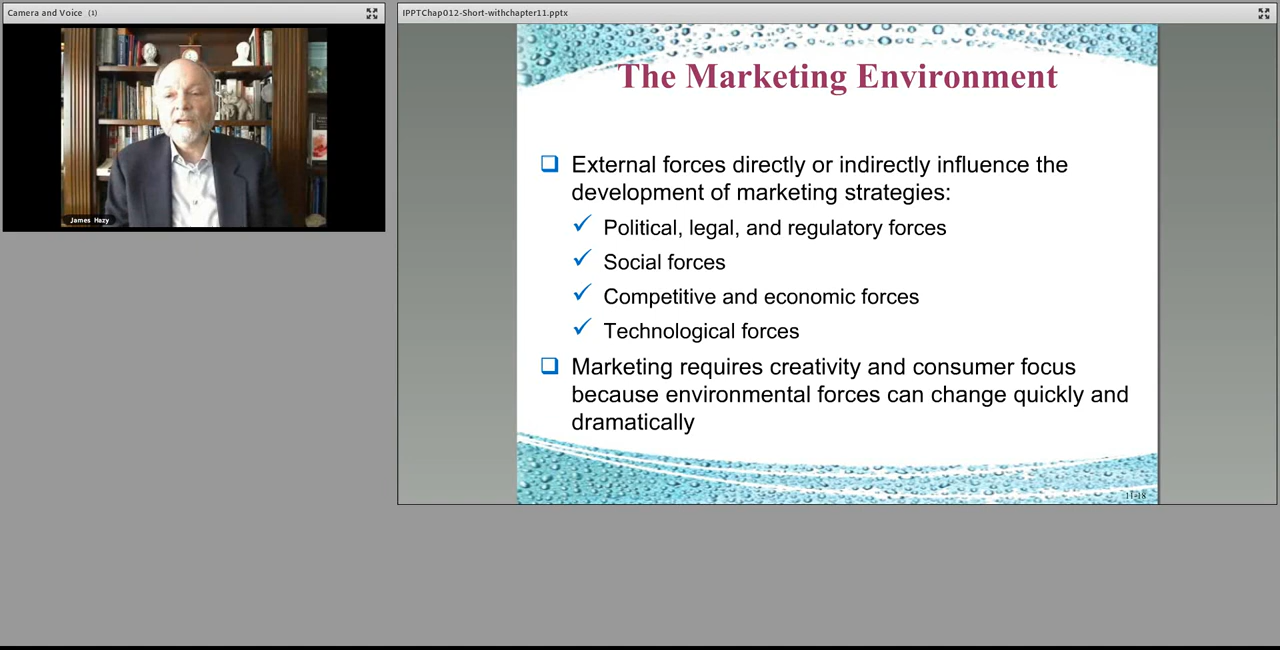 Camera and Voice (1)
James Hazy
IPPTChap012-Short-withchapter11.pptx
The Marketing Environment
External forces directly or indirectly influence the
development of marketing strategies:
Political, legal, and regulatory forces
Social forces
Competitive and economic forces
Technological forces
Marketing requires creativity and consumer focus
because environmental forces can change quickly and
dramatically
11-18